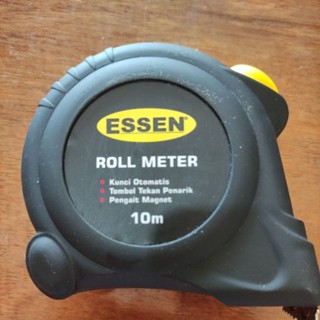 ESSEN
ROLL METER
Kunci Otomatis
Tombol Tekan Penarik
Pengait Magnet
10m